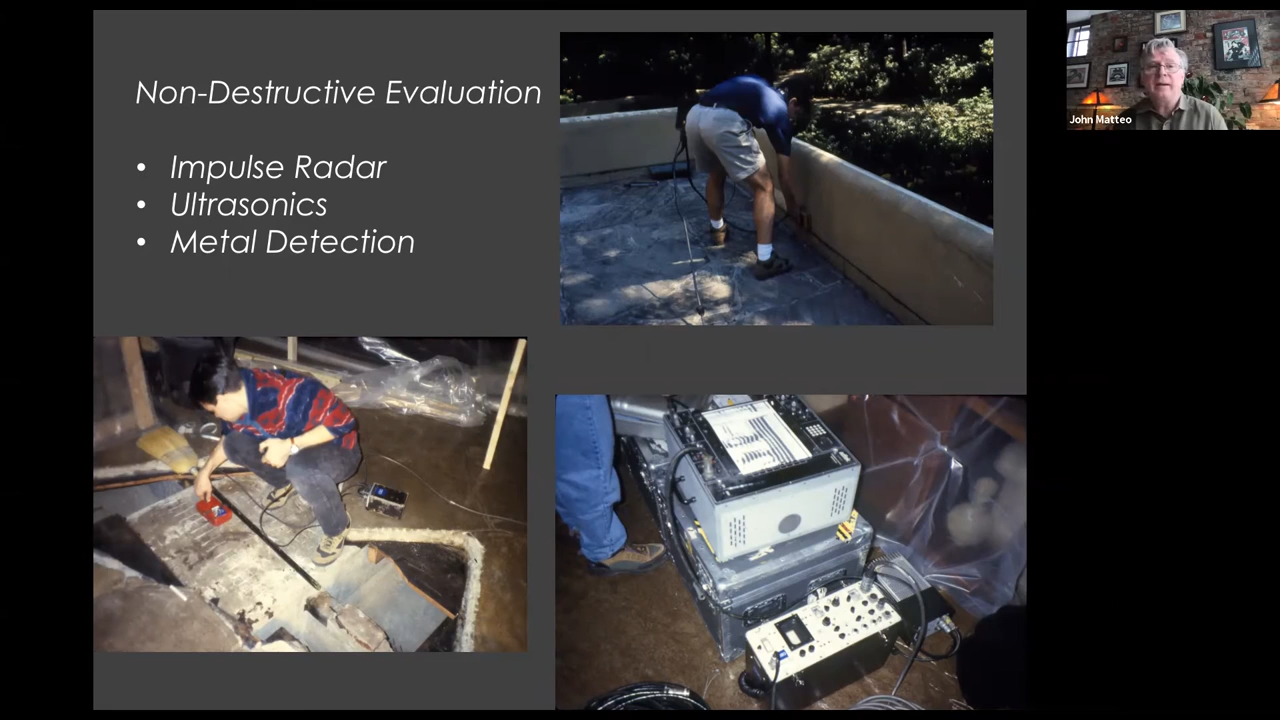 Non-Destructive Evaluation
• Impulse Radar
• Ultrasonics
• Metal Detection
John Matteo